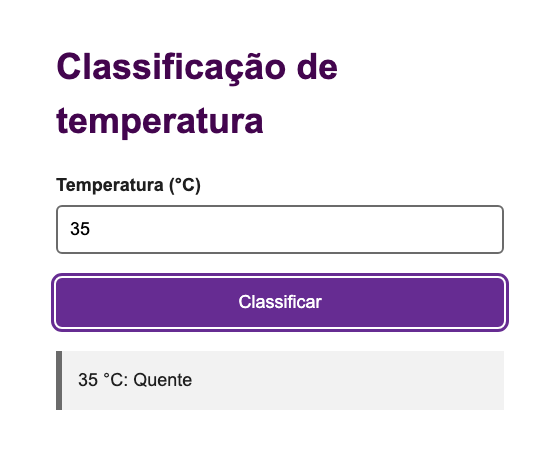 Classificação de
temperatura
Temperatura (°C)
35
Classificar
35 °C: Quente